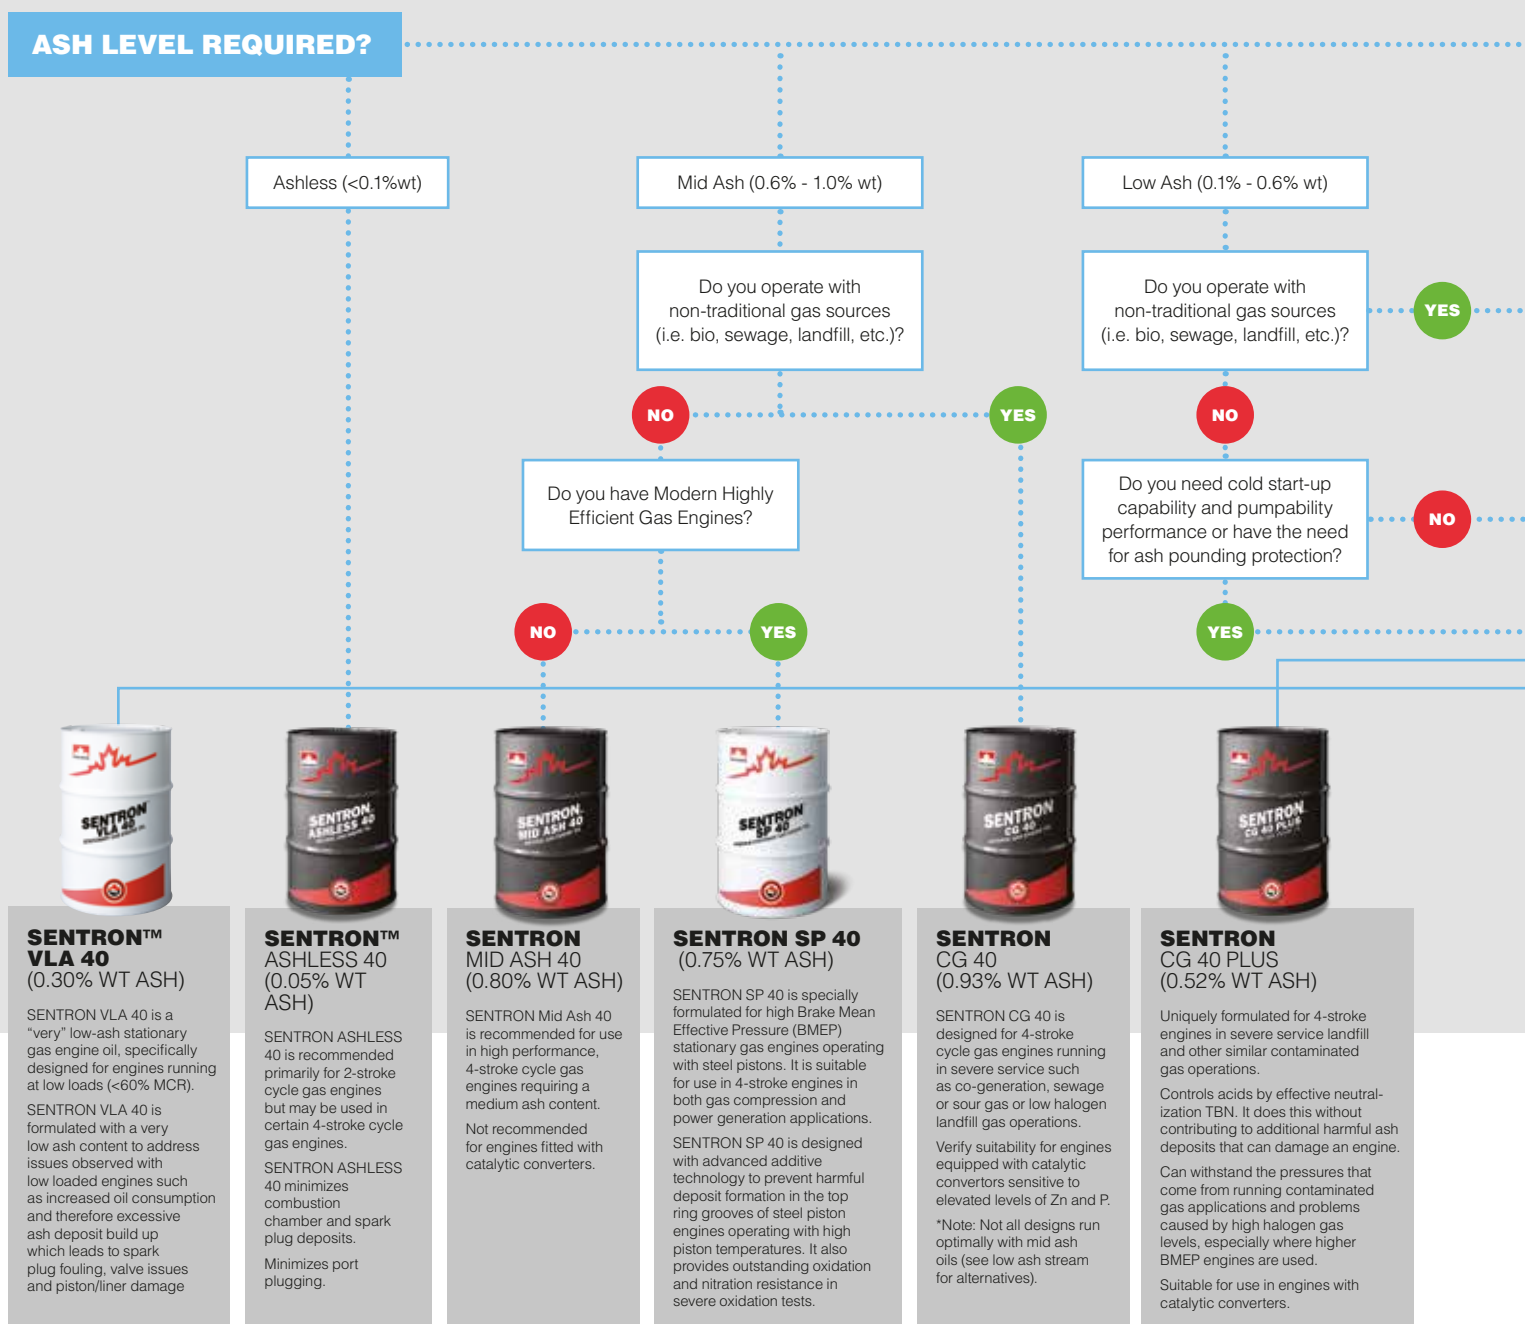 ASH LEVEL REQUIRED?
Ashless (<0.1%wt)
Mid Ash (0.6% - 1.0% wt)
Low Ash (0.1% - 0.6% wt)
Do you operate with
non-traditional gas sources
(i.e. bio, sewage, landfill, etc.)?
Do you operate with
non-traditional gas sources
(i.e. bio, sewage, landfill, etc.)?
YES
NO
YES
NO
Do you have Modern Highly
Efficient Gas Engines?
Do you need cold start-up
capability and pumpability
performance or have the need
for ash pounding protection?
NO
NO
YES
YES
SENTRON
VLA 40
SENTRON
ASHLESS 40
SENTRON
MID ASH 40
SENTRON
SP 40
SENTRON
CG 40
SENTRON
CG 40 PLUS
SENTRON™
VLA 40
(0.30% WT ASH)
SENTRON VLA 40 is a
“very” low-ash stationary
gas engine oil, specifically
designed for engines running
at low loads (<60% MCR).
SENTRON VLA 40 is
formulated with a very
low ash content to address
issues observed with
low loaded engines such
as increased oil consumption
and therefore excessive
ash deposit build up
which leads to spark
plug fouling, valve issues
and piston/liner damage
SENTRON™
ASHLESS 40
(0.05% WT
ASH)
SENTRON ASHLESS
40 is recommended
primarily for 2-stroke
cycle gas engines
but may be used in
certain 4-stroke cycle
gas engines.
SENTRON ASHLESS
40 minimizes
combustion
chamber and spark
plug deposits.
Minimizes port
plugging.
SENTRON
MID ASH 40
(0.80% WT ASH)
SENTRON Mid Ash 40
is recommended for use
in high performance,
4-stroke cycle gas
engines requiring a
medium ash content.
Not recommended
for engines fitted with
catalytic converters.
SENTRON SP 40
(0.75% WT ASH)
SENTRON SP 40 is specially
formulated for high Brake Mean
Effective Pressure (BMEP)
stationary gas engines operating
with steel pistons. It is suitable
for use in 4-stroke engines in
both gas compression and
power generation applications.
SENTRON SP 40 is designed
with advanced additive
technology to prevent harmful
deposit formation in the top
ring grooves of steel piston
engines operating with high
piston temperatures. It also
provides outstanding oxidation
and nitration resistance in
severe oxidation tests.
SENTRON
CG 40
(0.93% WT ASH)
SENTRON CG 40 is
designed for 4-stroke
cycle gas engines running
in severe service such
as co-generation, sewage
or sour gas or low halogen
landfill gas operations.
Verify suitability for engines
equipped with catalytic
convertors sensitive to
elevated levels of Zn and P.
*Note: Not all designs run
optimally with mid ash
oils (see low ash stream
for alternatives).
SENTRON
CG 40 PLUS
(0.52% WT ASH)
Uniquely formulated for 4-stroke
engines in severe service landfill
and other similar contaminated
gas operations.
Controls acids by effective neutral-
ization TBN. It does this without
contributing to additional harmful ash
deposits that can damage an engine.
Can withstand the pressures that
come from running contaminated
gas applications and problems
caused by high halogen gas
levels, especially where higher
BMEP engines are used.
Suitable for use in engines with
catalytic converters.